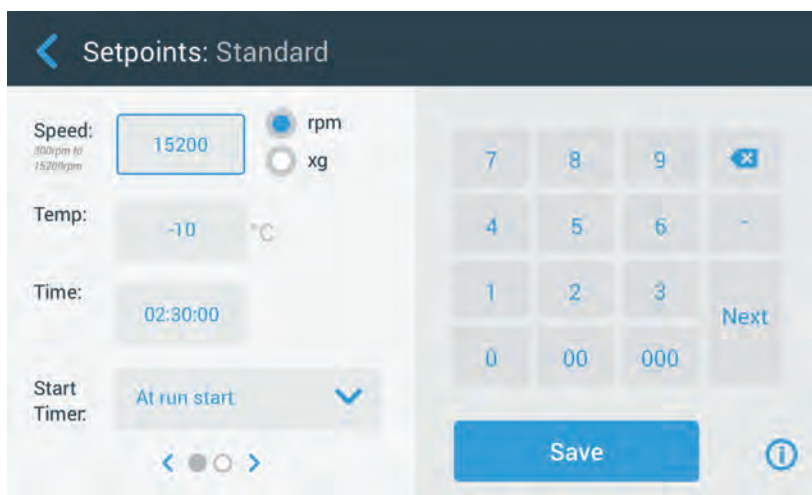 Setpoints: Standard
Speed:
300rpm to
15200rpm
15200
rpm
xg
Temp:
-10
°C
Time:
02:30:00
Start
Timer:
At run start
7 8 9
4 5 6 -
1 2 3
Next
0 00 000
Save